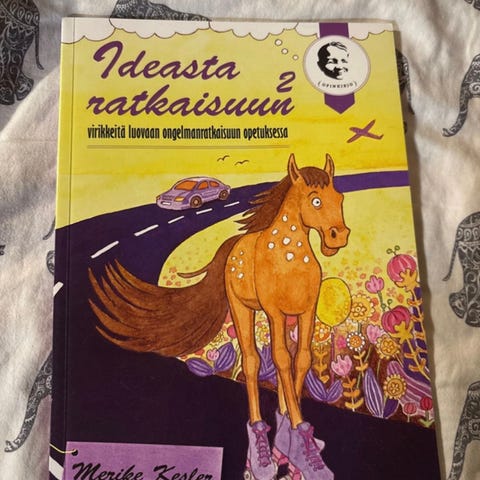 Ideasta
ratkaisuun 2
virikkeitä luovaan ongelmanratkaisuun opetuksessa
{ OPINKIRJO }
Merike Kesler